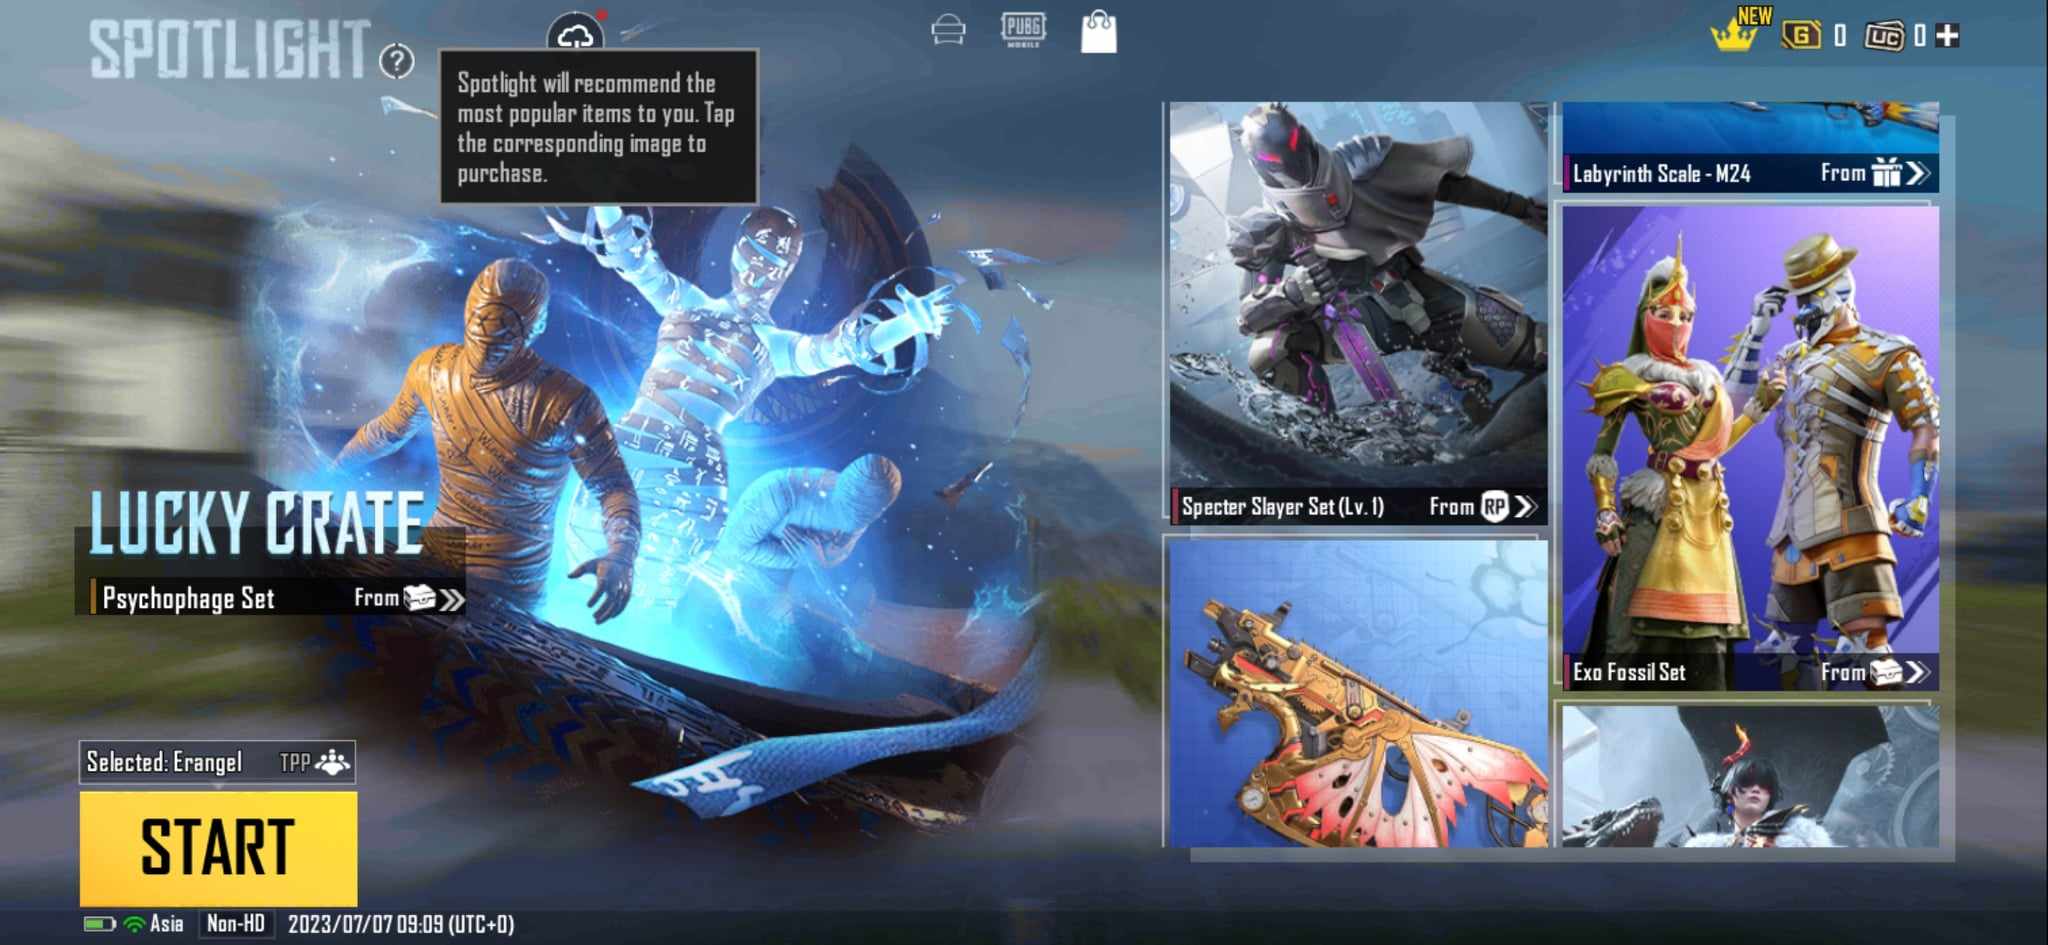 SPOTLIGHT
?
Spotlight will recommend the
most popular items to you. Tap
the corresponding image to
purchase.
PUBG
MOBILE
NEW
G 0
UC 0
Labyrinth Scale - M24 From
Specter Slayer Set (Lv. 1) From RP
LUCKY CRATE
Psychophage Set From
Exo Fossil Set From
Selected: Erangel TPP
START
Asia Non-HD 2023/07/07 09:09 (UTC+0)